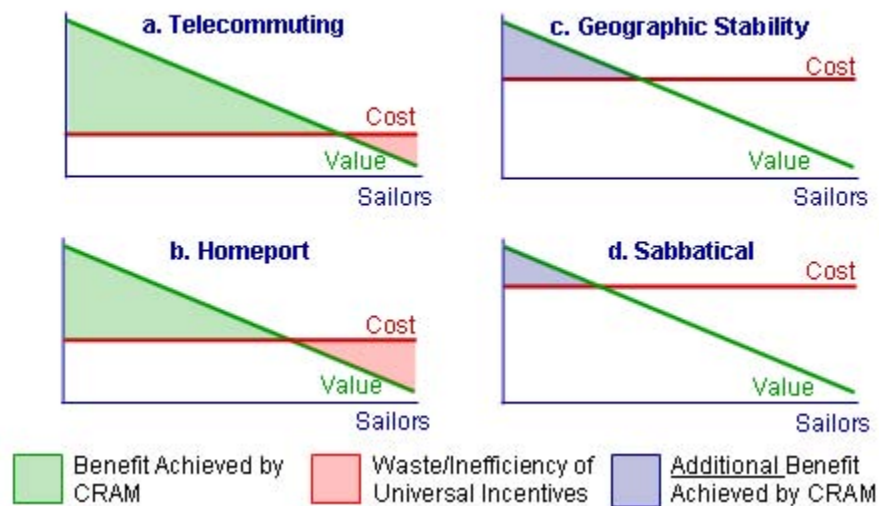 a. Telecommuting
Cost
Value
Sailors
c. Geographic Stability
Cost
Value
Sailors
b. Homeport
Cost
Value
Sailors
d. Sabbatical
Cost
Value
Sailors
Benefit Achieved by
CRAM
Waste/Inefficiency of
Universal Incentives
Additional Benefit
Achieved by CRAM